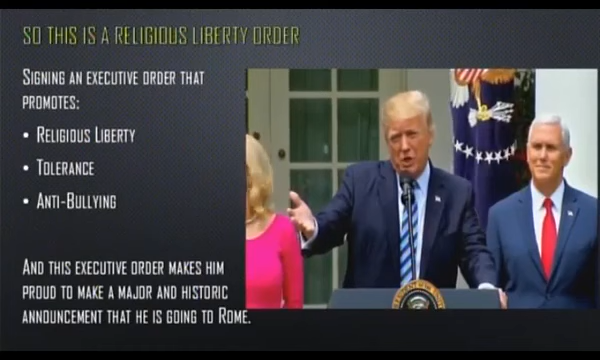 SO THIS IS A RELIGIOUS LIBERTY ORDER
SIGNING AN EXECUTIVE ORDER THAT
PROMOTES:
• RELIGIOUS LIBERTY
• TOLERANCE
• ANTI-BULLYING
AND THIS EXECUTIVE ORDER MAKES HIM
PROUD TO MAKE A MAJOR AND HISTORIC
ANNOUNCEMENT THAT HE IS GOING TO ROME.